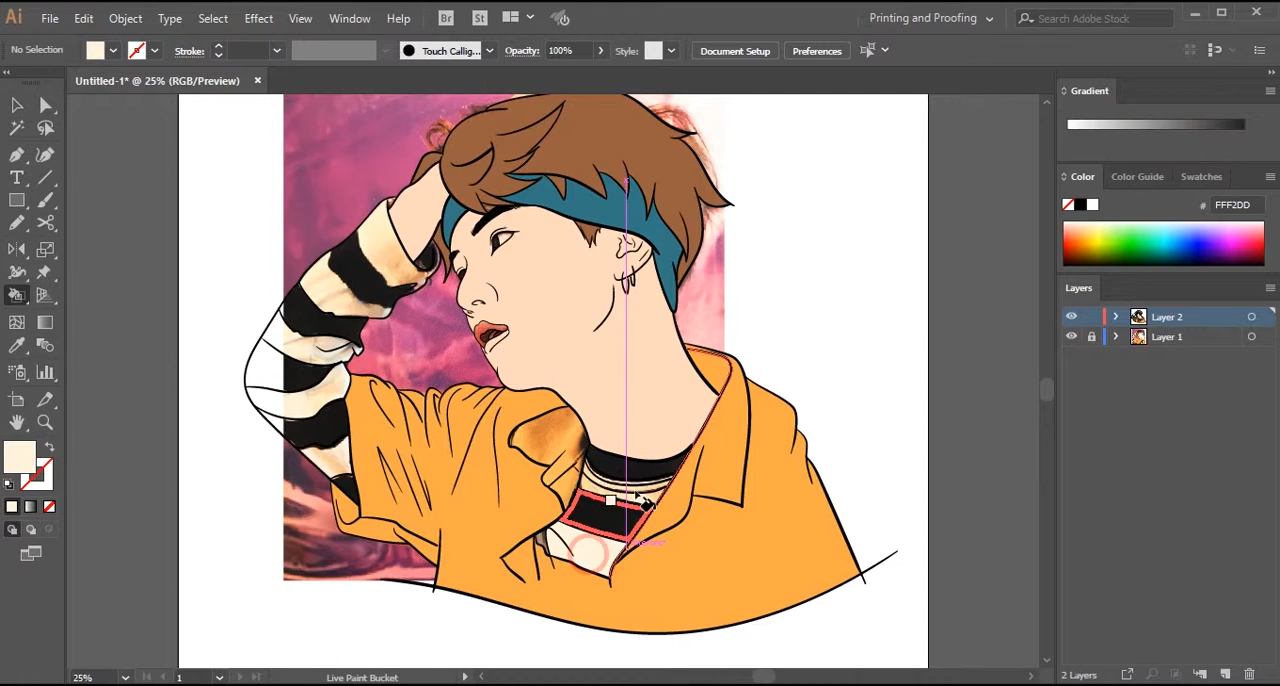 Ai File Edit Object Type Select Effect View Window Help Br St Printing and Proofing Search Adobe Stock
No Selection Stroke: Touch Callig... Opacity: 100% Style: Document Setup Preferences
Untitled-1* @ 25% (RGB/Preview)
Gradient
Color Color Guide Swatches
# FFF2DD
Layers
Layer 2
Layer 1
2 Layers
25% 1 Live Paint Bucket